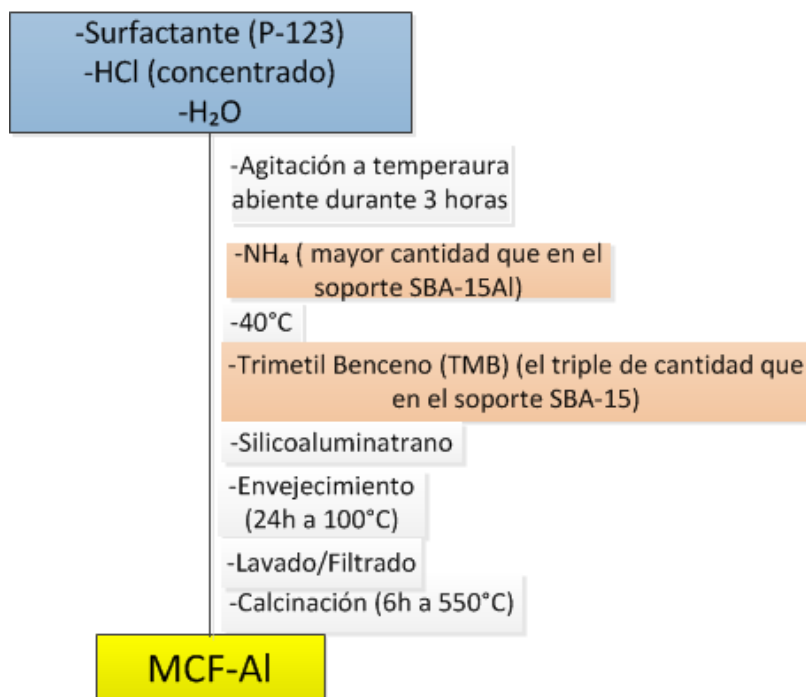 -Surfactante (P-123)
-HCl (concentrado)
-H₂O
-Agitación a temperaura
abiente durante 3 horas
-NH₄ ( mayor cantidad que en el
soporte SBA-15Al)
-40°C
-Trimetil Benceno (TMB) (el triple de cantidad que
en el soporte SBA-15)
-Silicoaluminatrano
-Envejecimiento
(24h a 100°C)
-Lavado/Filtrado
-Calcinación (6h a 550°C)
MCF-Al